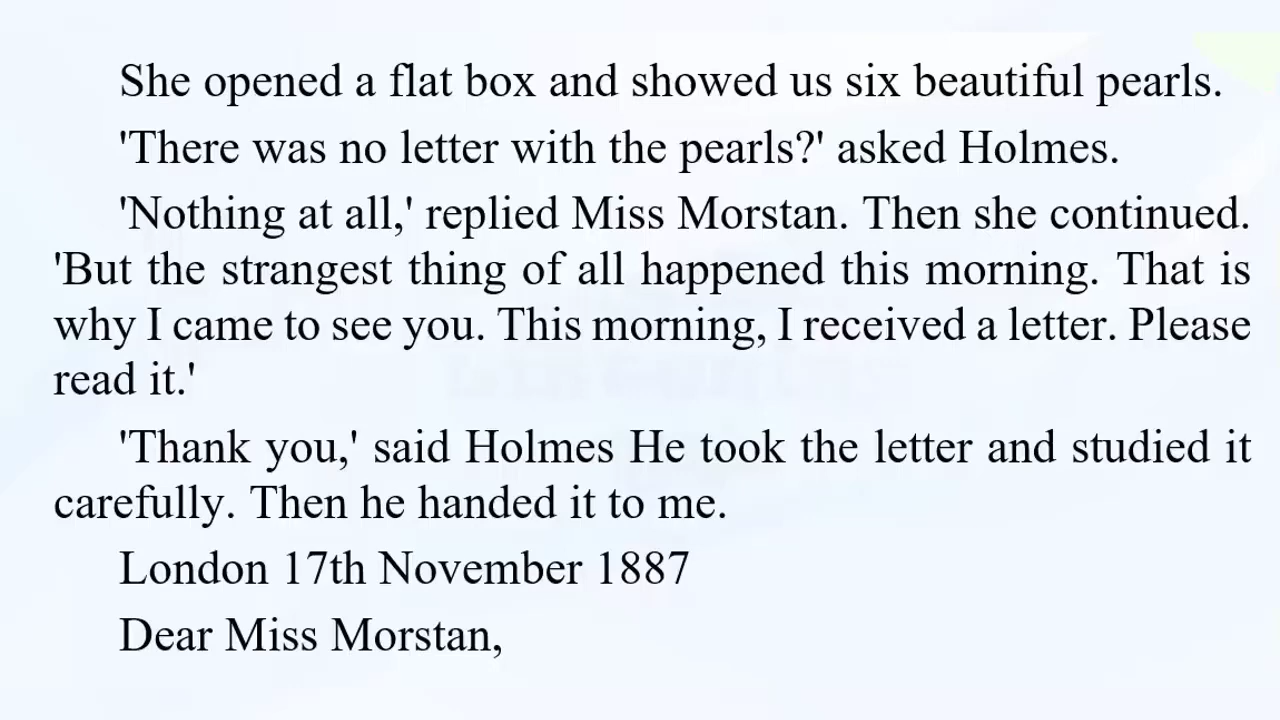 She opened a flat box and showed us six beautiful pearls.
'There was no letter with the pearls?' asked Holmes.
'Nothing at all,' replied Miss Morstan. Then she continued.
'But the strangest thing of all happened this morning. That is
why I came to see you. This morning, I received a letter. Please
read it.'
'Thank you,' said Holmes He took the letter and studied it
carefully. Then he handed it to me.
London 17th November 1887
Dear Miss Morstan,